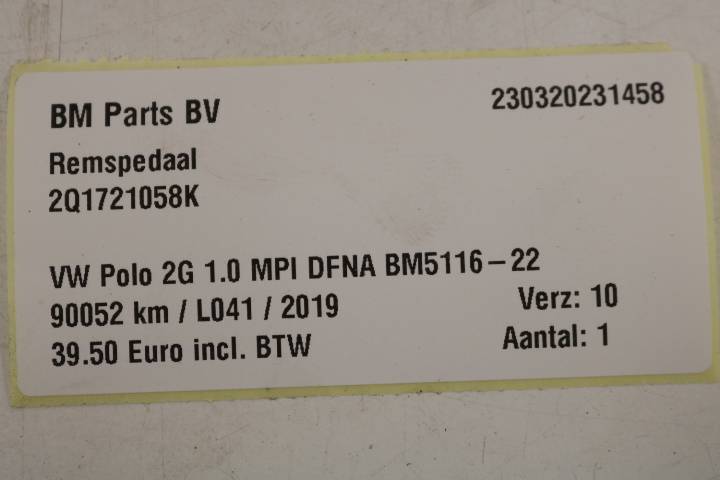 BM Parts BV 230320231458
Remspedaal
2Q1721058K
VW Polo 2G 1.0 MPI DFNA BM5116-22
90052 km / L041 / 2019 Verz: 10
39.50 Euro incl. BTW Aantal: 1